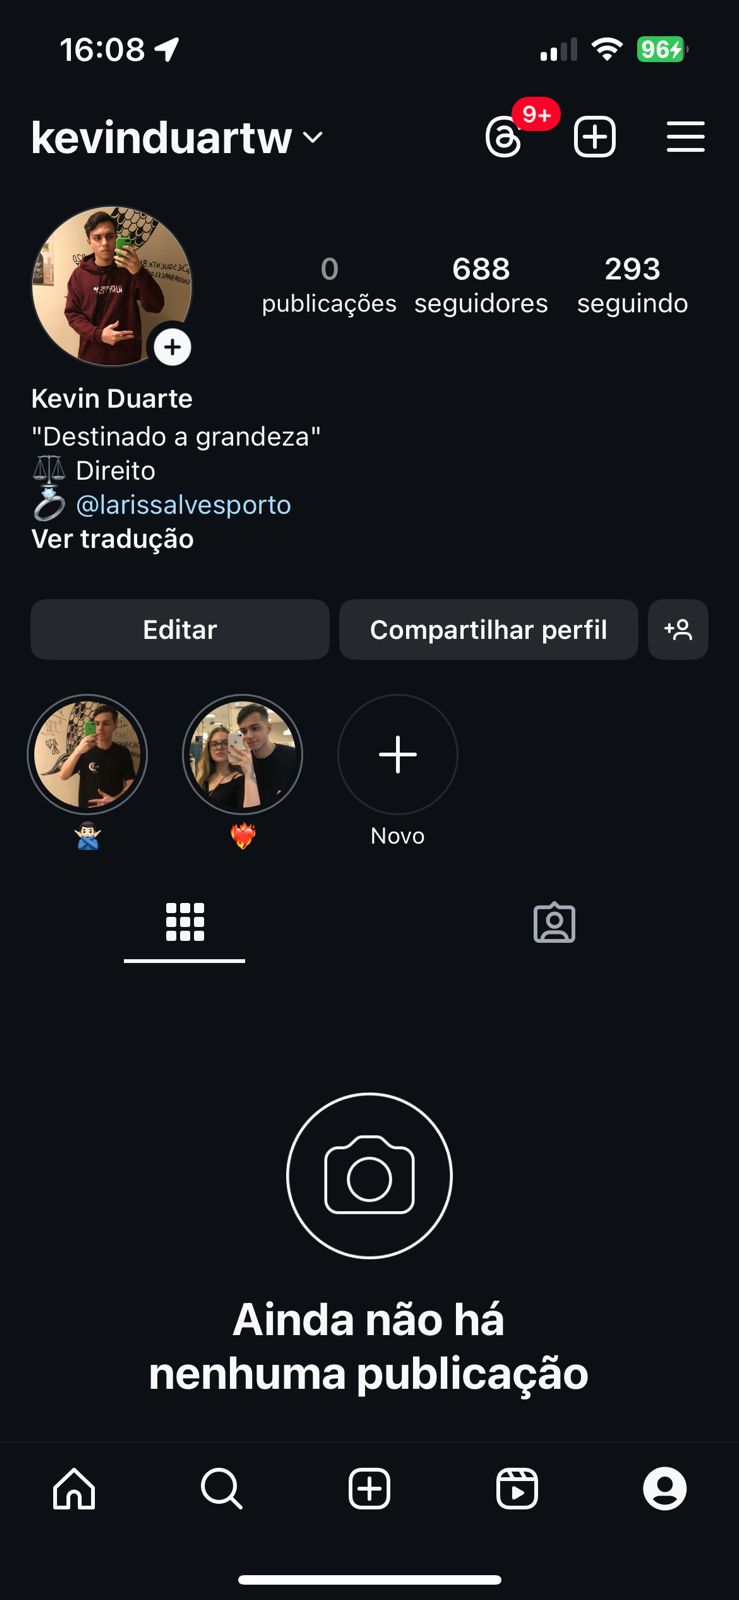 16:08
96
kevinduartw
9+
0
publicações
688
seguidores
293
seguindo
Kevin Duarte
"Destinado a grandeza"
Direito
@larissalvesporto
Ver tradução
Editar
Compartilhar perfil
Novo
Ainda não há
nenhuma publicação